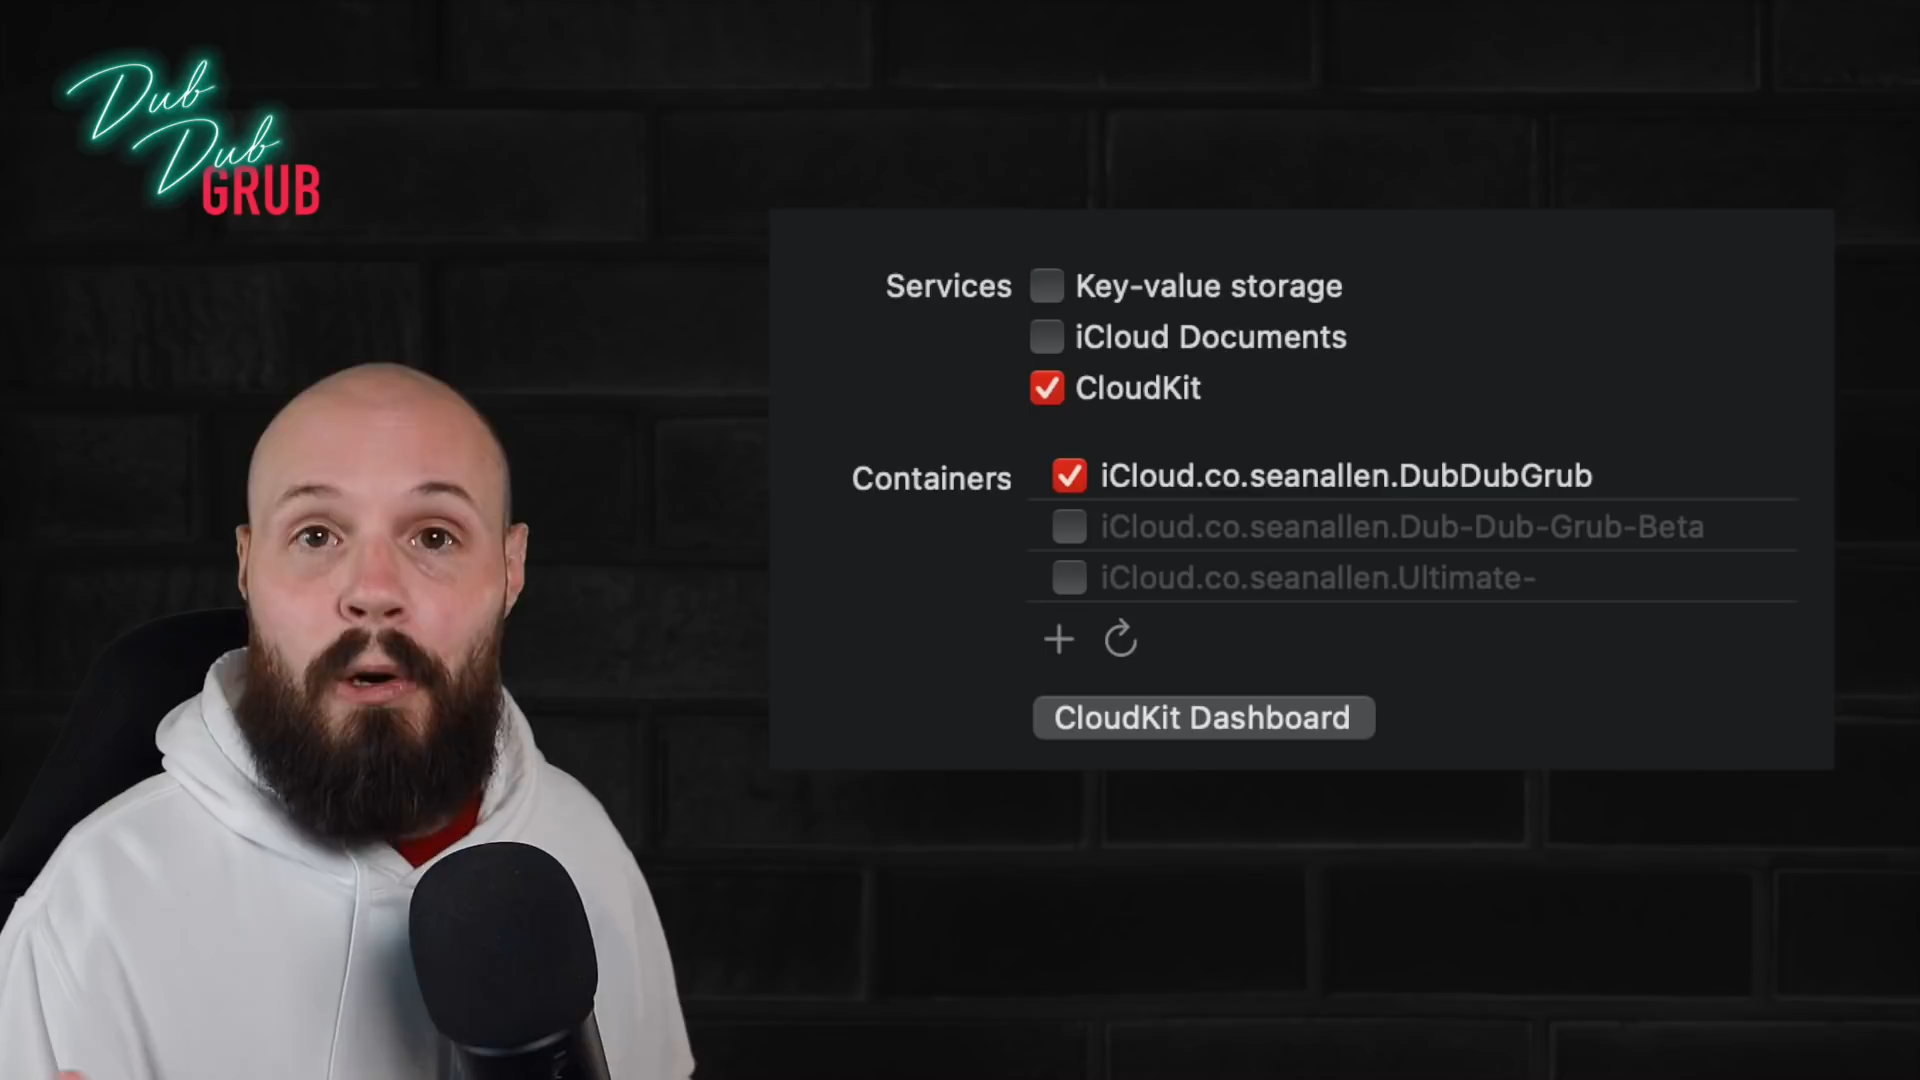 Dub
Dub
GRUB
Services
Key-value storage
iCloud Documents
CloudKit
Containers
iCloud.co.seanallen.DubDubGrub
iCloud.co.seanallen.Dub-Dub-Grub-Beta
iCloud.co.seanallen.Ultimate-
CloudKit Dashboard